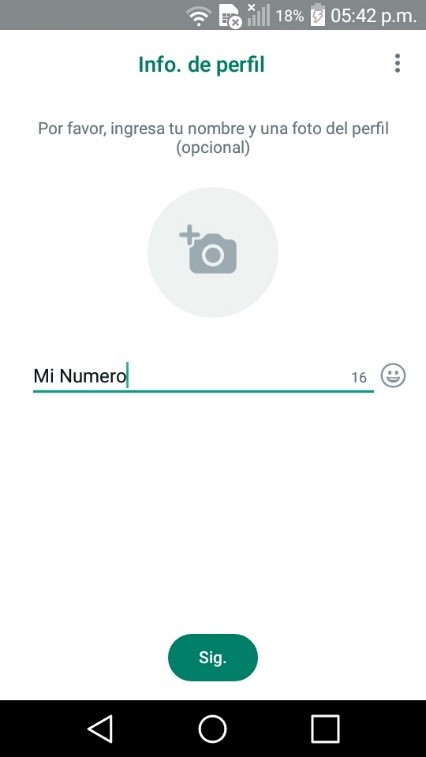 18% 05:42 p.m.
Info. de perfil
Por favor, ingresa tu nombre y una foto del perfil
(opcional)
Mi Numero 16
Sig.